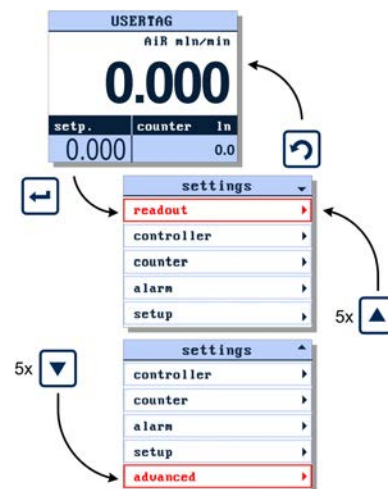 USERTAG
AiR mln/min
0.000
setp. counter ln
0.000 0.0
settings
readout
controller
counter
alarm
setup
5x
settings
5x
controller
counter
alarm
setup
advanced